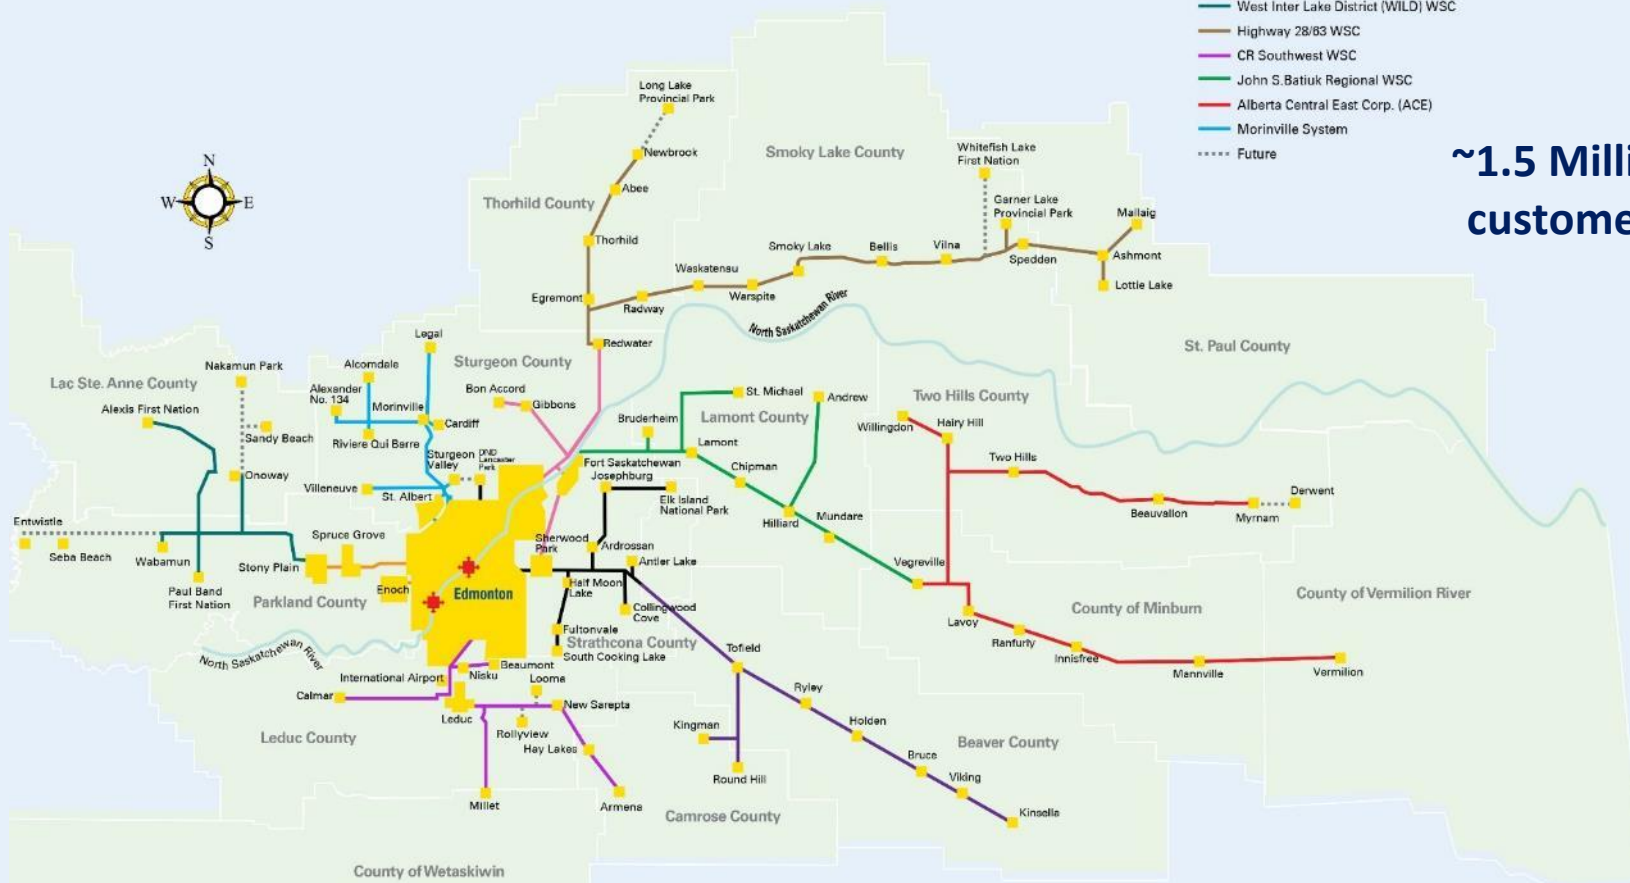 West Inter Lake District (WILD) WSC
Highway 28/63 WSC
CR Southwest WSC
John S.Batiuk Regional WSC
Alberta Central East Corp. (ACE)
Morinville System
Future
~1.5 Milli
custome
N
W
E
S
Long Lake
Provincial Park
Newbrook
Abee
Thorhild County
Thorhild
Egremont
Radway
Waskatenau
Warspite
Smoky Lake County
Smoky Lake
Bellis
Vilna
Whitefish Lake
First Nation
Garner Lake
Provincial Park
Spedden
Mallaig
Ashmont
Lottie Lake
North Saskatchewan River
Redwater
St. Paul County
Legal
Sturgeon County
Nakamun Park
Alcomdale
Lac Ste. Anne County
Alexander
No. 134
Morinville
Bon Accord
Gibbons
Alexis First Nation
Cardiff
Sandy Beach
Riviere Qui Barre
Sturgeon
Valley
DND
Lancaster
Park
Onoway
Villeneuve
St. Albert
Bruderheim
St. Michael
Andrew
Lamont County
Lamont
Two Hills County
Willingdon
Hairy Hill
Two Hills
Fort Saskatchewan
Josephburg
Chipman
Elk Island
National Park
Hilliard
Mundare
Beauvallon
Myrnam
Derwent
Entwistle
Seba Beach
Wabamun
Spruce Grove
Stony Plain
Paul Band
First Nation
Parkland County
Enoch
Edmonton
Sherwood
Park
Ardrossan
Antler Lake
Half Moon
Lake
Collingwood
Cove
Vegreville
Lavoy
County of Minburn
County of Vermilion River
Ranfurly
Innisfree
Mannville
Vermilion
Fultonvale
Strathcona County
South Cooking Lake
North Saskatchewan River
Tofield
Beaumont
International Airport
Nisku
Looma
Calmar
Leduc
New Sarepta
Rollyview
Hay Lakes
Leduc County
Ryley
Kingman
Holden
Beaver County
Round Hill
Bruce
Viking
Millet
Armena
Camrose County
Kinsella
County of Wetaskiwin